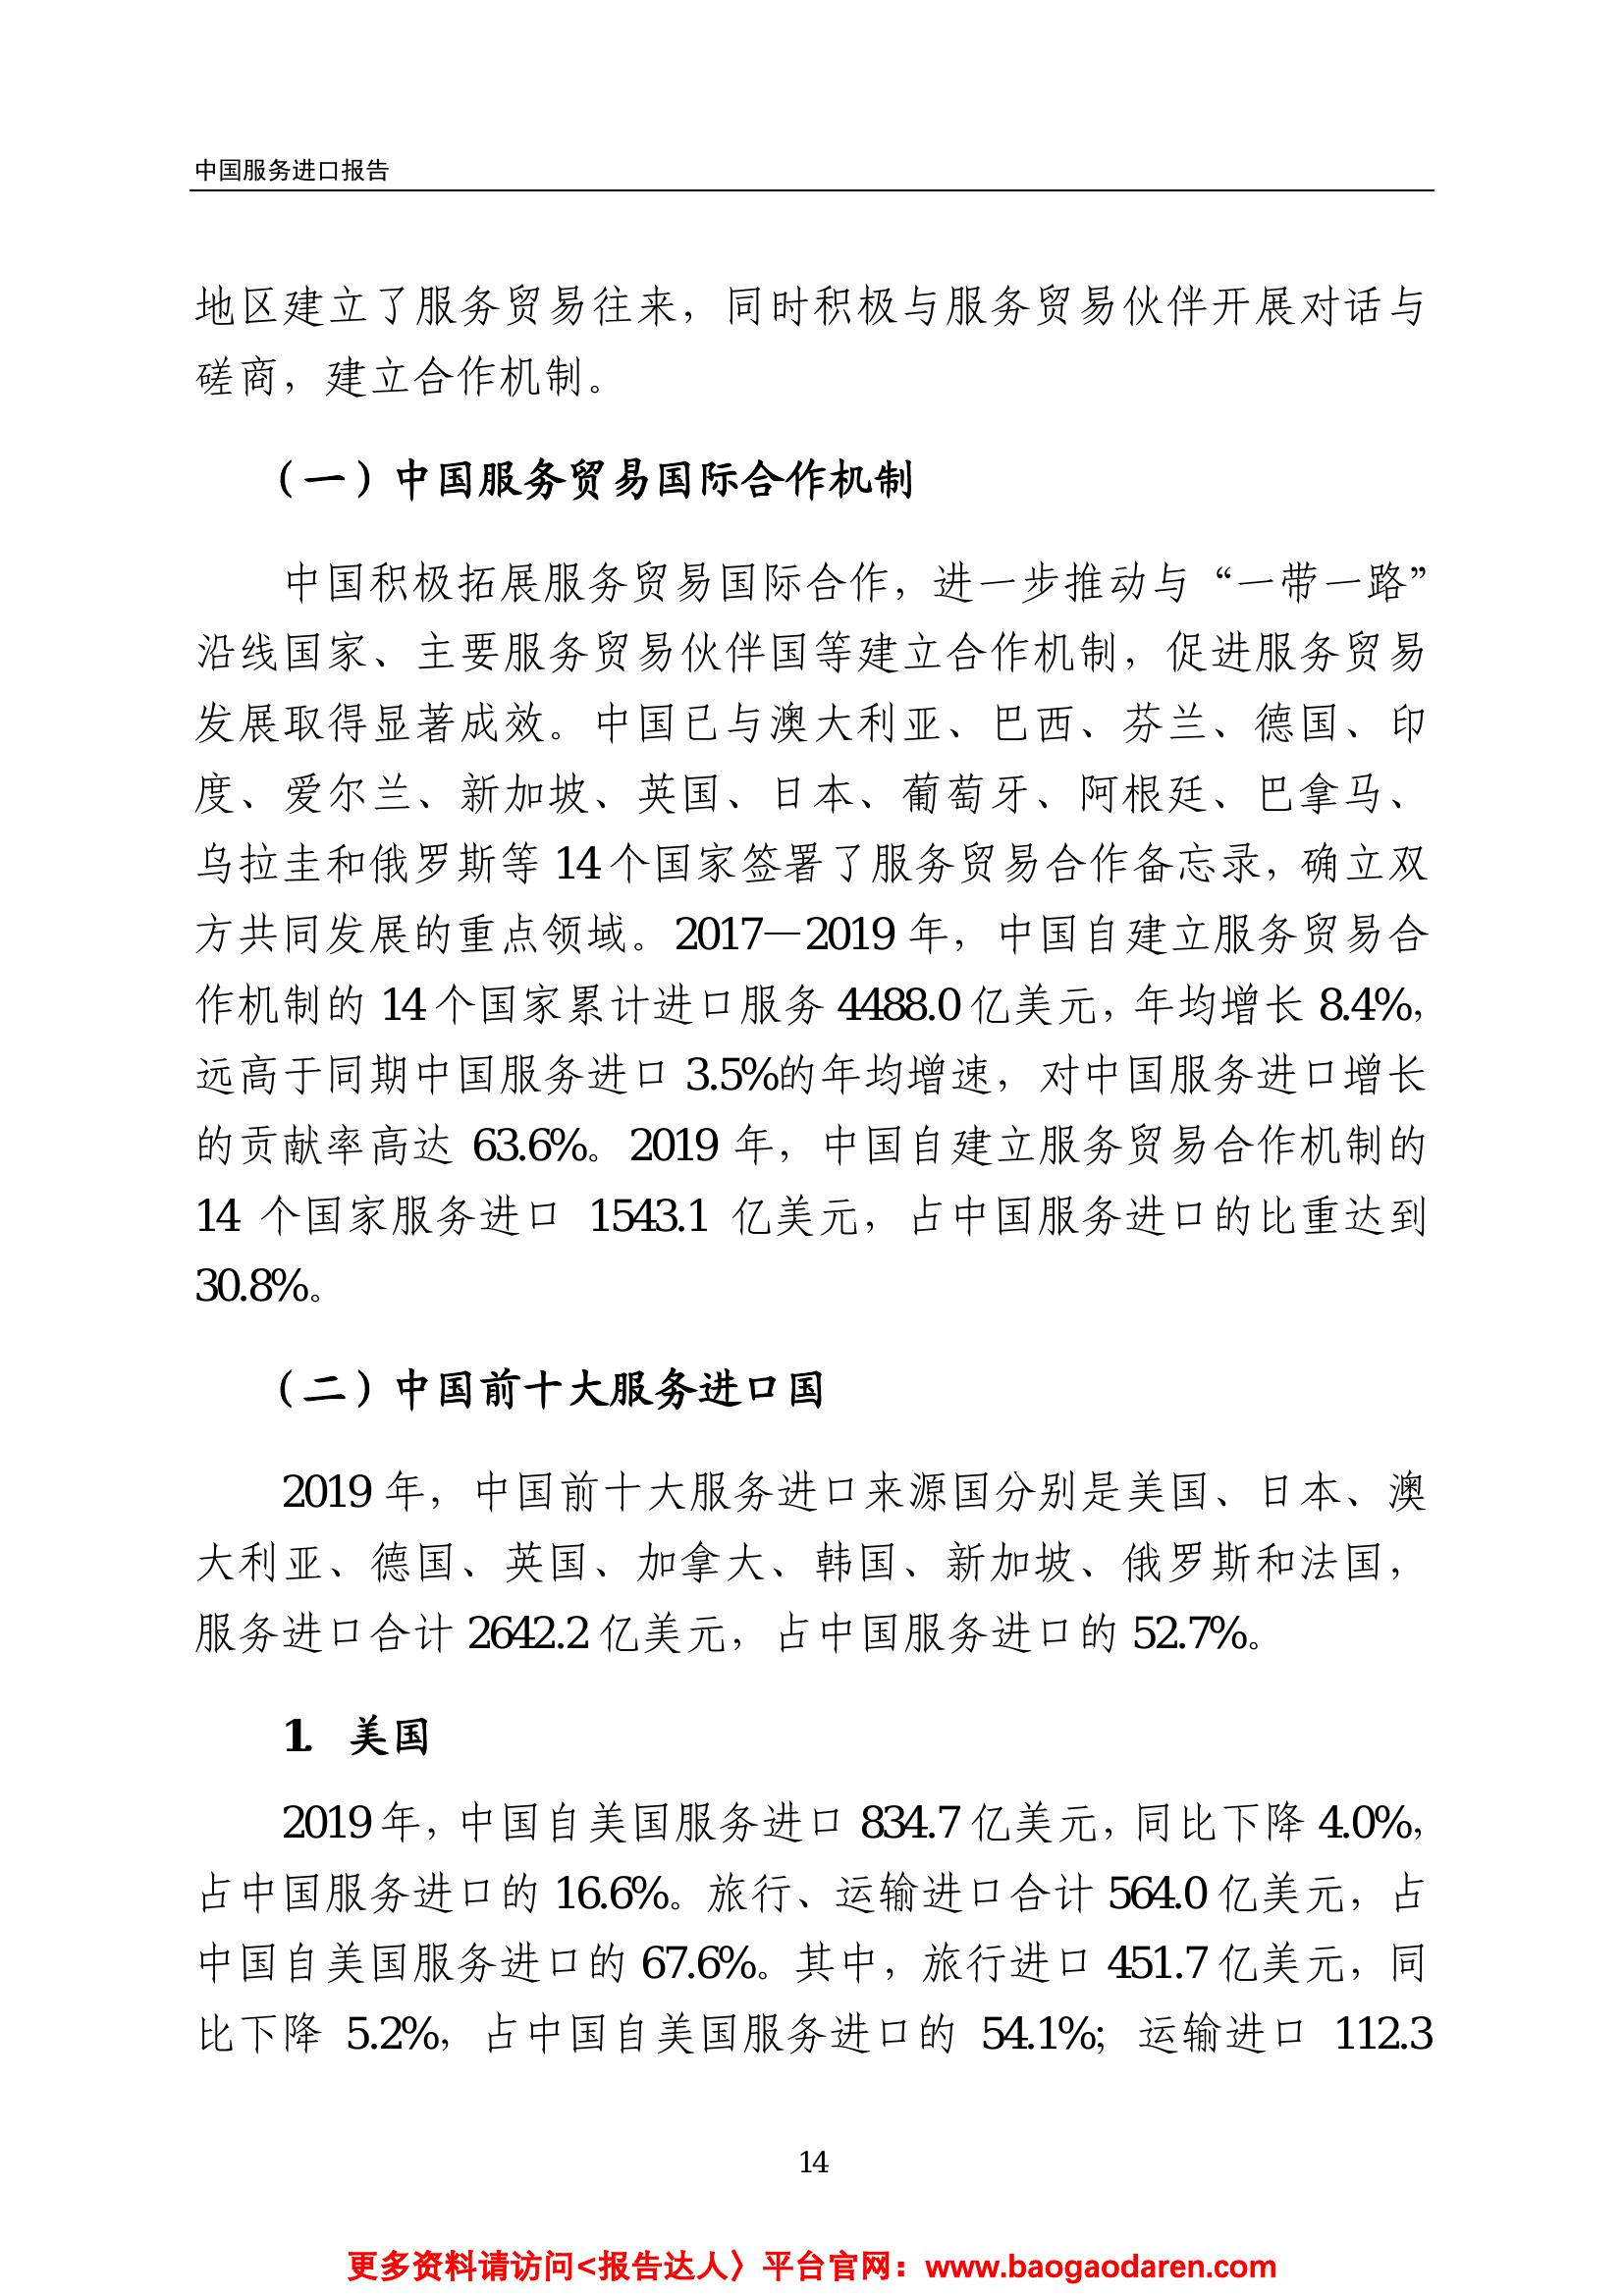 中国服务进口报告
地区建立了服务贸易往来，同时积极与服务贸易伙伴开展对话与
磋商，建立合作机制。
（一）中国服务贸易国际合作机制
中国积极拓展服务贸易国际合作，进一步推动与“一带一路”
沿线国家、主要服务贸易伙伴国等建立合作机制，促进服务贸易
发展取得显著成效。中国已与澳大利亚、巴西、芬兰、德国、印
度、爱尔兰、新加坡、英国、日本、葡萄牙、阿根廷、巴拿马、
乌拉圭和俄罗斯等 14 个国家签署了服务贸易合作备忘录，确立双
方共同发展的重点领域。2017—2019 年，中国自建立服务贸易合
作机制的 14 个国家累计进口服务 4488.0 亿美元，年均增长 8.4%，
远高于同期中国服务进口 3.5%的年均增速，对中国服务进口增长
的贡献率高达 63.6%。2019 年，中国自建立服务贸易合作机制的
14 个国家服务进口 1543.1 亿美元，占中国服务进口的比重达到
30.8%。
（二）中国前十大服务进口国
2019 年，中国前十大服务进口来源国分别是美国、日本、澳
大利亚、德国、英国、加拿大、韩国、新加坡、俄罗斯和法国，
服务进口合计 2642.2 亿美元，占中国服务进口的 52.7%。
1. 美国
2019 年，中国自美国服务进口 834.7 亿美元，同比下降 4.0%，
占中国服务进口的 16.6%。旅行、运输进口合计 564.0 亿美元，占
中国自美国服务进口的 67.6%。其中，旅行进口 451.7 亿美元，同
比下降 5.2%，占中国自美国服务进口的 54.1%；运输进口 112.3
14
更多资料请访问<报告达人〉平台官网：www.baogaodaren.com